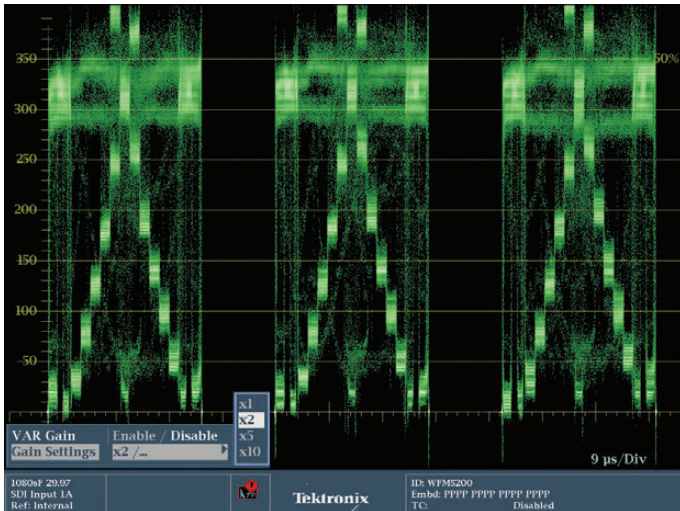 350
50%
300
250
200
150
100
50
x1
x2
x5
x10
VAR Gain
Enable / Disable
Gain Settings
x2 /...
9 µs/Div
1080sF 29.97
SDI Input 1A
Ref: Internal
Tektronix
ID: WFM5200
Embd: PPPP PPPP PPPP PPPP
TC: Disabled